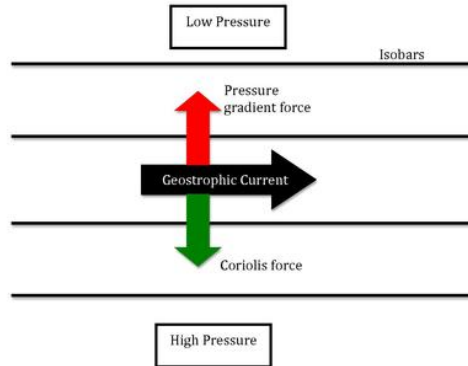 Low Pressure
Isobars
Pressure
gradient force
Geostrophic Current
Coriolis force
High Pressure